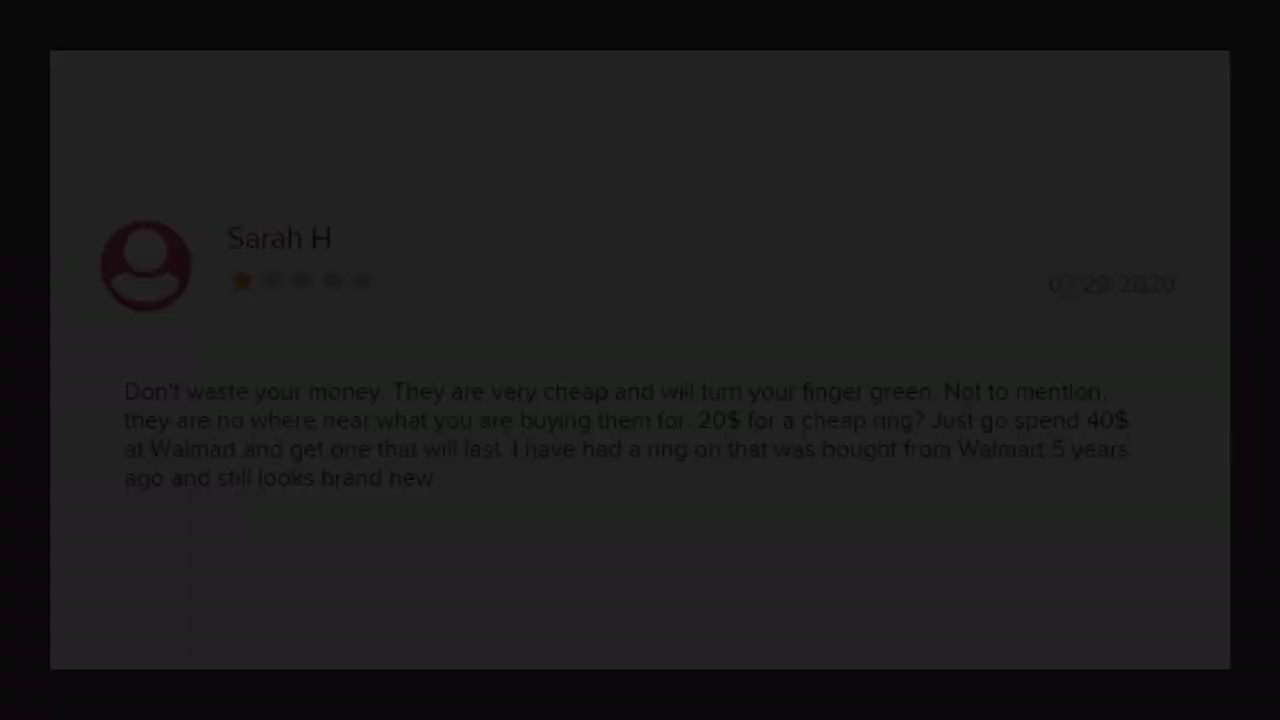 Sarah H
07 29 2020
Don't waste your money. They are very cheap and will turn your finger green. Not to mention,
they are no where near what you are buying them for. 20$ for a cheap ring? Just go spend 40$
at Walmart and get one that will last. I have had a ring on that was bought from Walmart 5 years
ago and still looks brand new